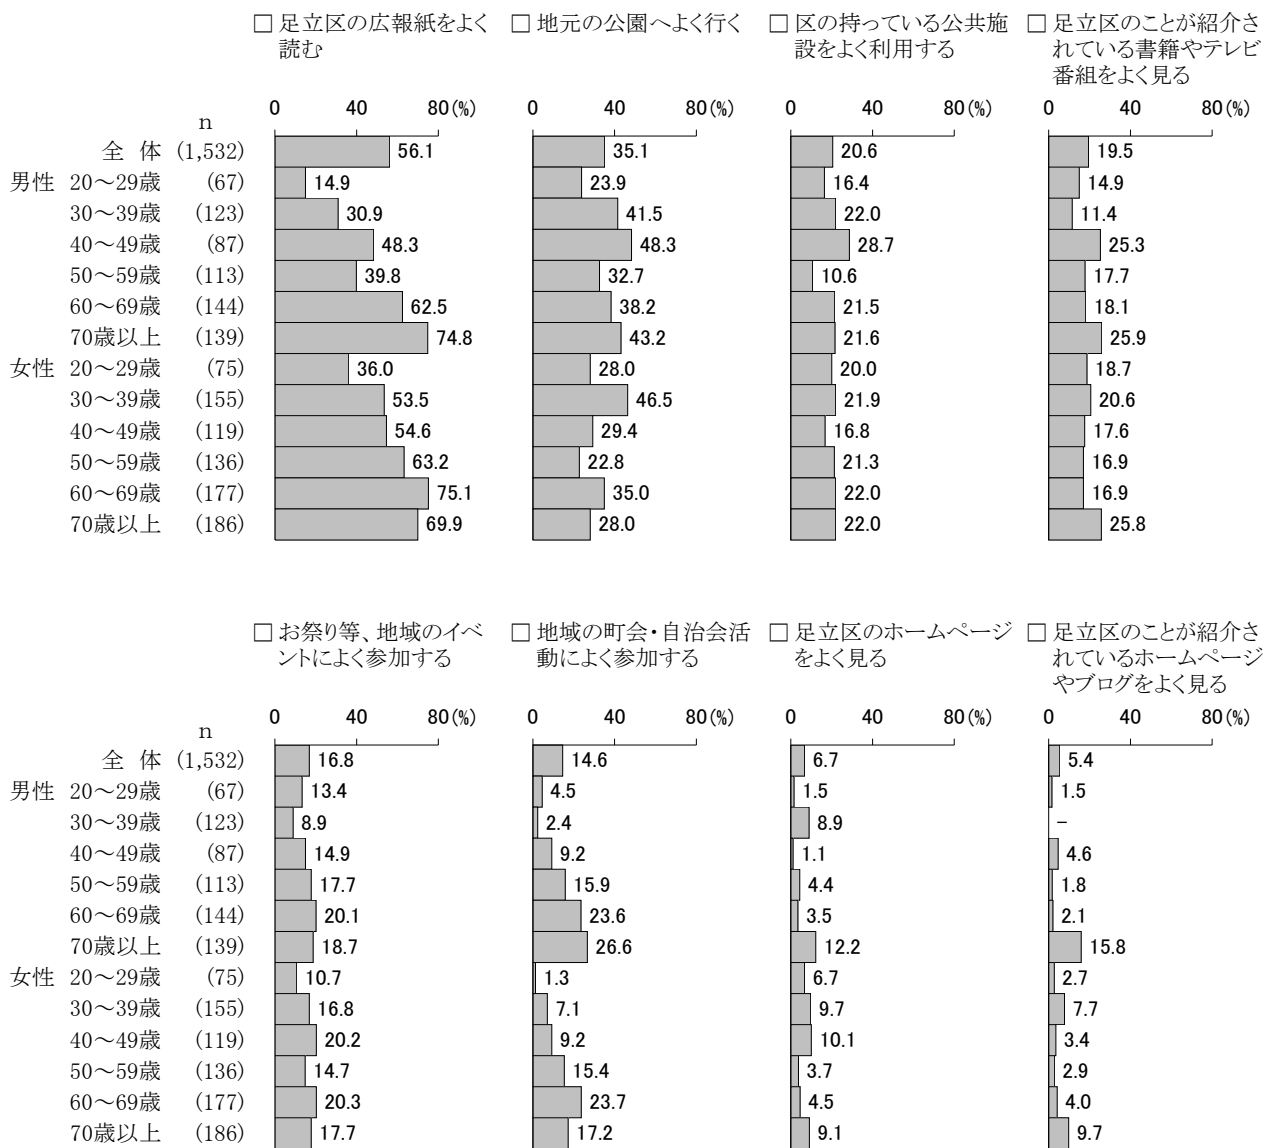 □ 足立区の広報紙をよく
読む
□ 地元の公園へよく行く
□ 区の持っている公共施
設をよく利用する
□ 足立区のことが紹介さ
れている書籍やテレビ
番組をよく見る
0 40 80(%) 0 40 80(%) 0 40 80(%) 0 40 80(%)
n
全 体 (1,532) 56.1 35.1 20.6 19.5
男性 20～29歳 (67) 14.9 23.9 16.4 14.9
30～39歳 (123) 30.9 41.5 22.0 11.4
40～49歳 (87) 48.3 48.3 28.7 25.3
50～59歳 (113) 39.8 32.7 10.6 17.7
60～69歳 (144) 62.5 38.2 21.5 18.1
70歳以上 (139) 74.8 43.2 21.6 25.9
女性 20～29歳 (75) 36.0 28.0 20.0 18.7
30～39歳 (155) 53.5 46.5 21.9 20.6
40～49歳 (119) 54.6 29.4 16.8 17.6
50～59歳 (136) 63.2 22.8 21.3 16.9
60～69歳 (177) 75.1 35.0 22.0 16.9
70歳以上 (186) 69.9 28.0 22.0 25.8
□ お祭り等、地域のイベ
ントによく参加する
□ 地域の町会・自治会活
動によく参加する
□ 足立区のホームページ
をよく見る
□ 足立区のことが紹介さ
れているホームページ
やブログをよく見る
0 40 80(%) 0 40 80(%) 0 40 80(%) 0 40 80(%)
n
全 体 (1,532) 16.8 14.6 6.7 5.4
男性 20～29歳 (67) 13.4 4.5 1.5 1.5
30～39歳 (123) 8.9 2.4 8.9 -
40～49歳 (87) 14.9 9.2 1.1 4.6
50～59歳 (113) 17.7 15.9 4.4 1.8
60～69歳 (144) 20.1 23.6 3.5 2.1
70歳以上 (139) 18.7 26.6 12.2 15.8
女性 20～29歳 (75) 10.7 1.3 6.7 2.7
30～39歳 (155) 16.8 7.1 9.7 7.7
40～49歳 (119) 20.2 9.2 10.1 3.4
50～59歳 (136) 14.7 15.4 3.7 2.9
60～69歳 (177) 20.3 23.7 4.5 4.0
70歳以上 (186) 17.7 17.2 9.1 9.7